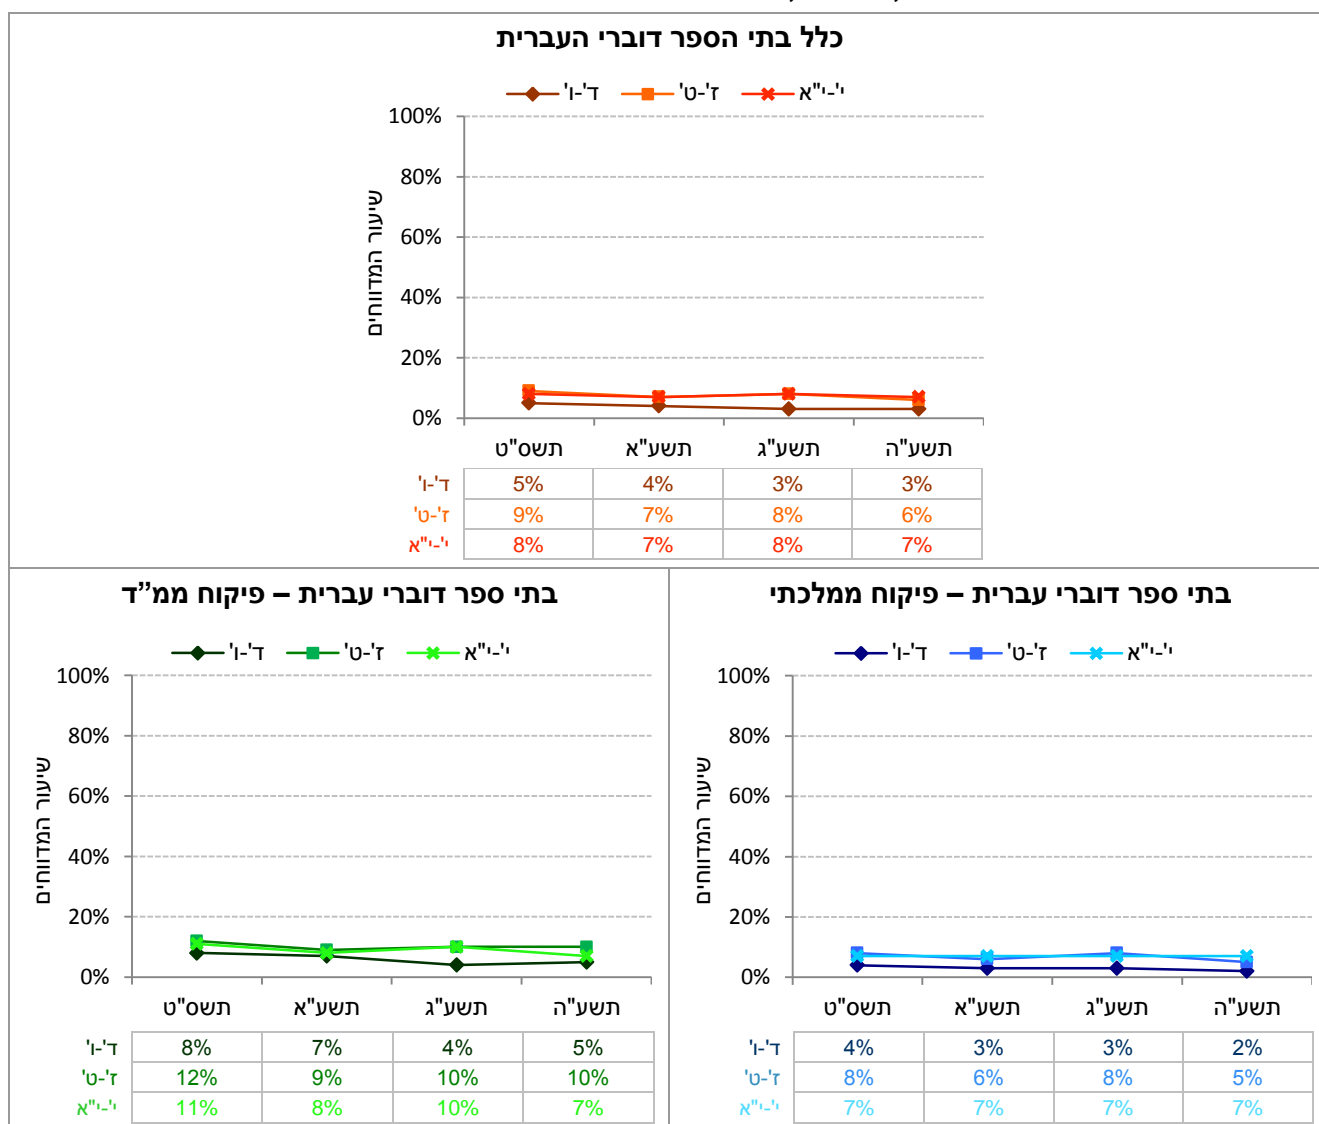 כלל בתי הספר דוברי העברית
ד'-ו' ז'-ט' י'-י"א
שיעור המדווחים
100%
80%
60%
40%
20%
0%
תשס"ט תשע"א תשע"ג תשע"ה
ד'-ו' 5% 4% 3% 3%
ז'-ט' 9% 7% 8% 6%
י'-י"א 8% 7% 8% 7%
בתי ספר דוברי עברית – פיקוח ממלכתי
ד'-ו' ז'-ט' י'-י"א
שיעור המדווחים
100%
80%
60%
40%
20%
0%
תשס"ט תשע"א תשע"ג תשע"ה
ד'-ו' 4% 3% 3% 2%
ז'-ט' 8% 6% 8% 5%
י'-י"א 7% 7% 7% 7%
בתי ספר דוברי עברית – פיקוח ממ”ד
ד'-ו' ז'-ט' י'-י"א
שיעור המדווחים
100%
80%
60%
40%
20%
0%
תשס"ט תשע"א תשע"ג תשע"ה
ד'-ו' 8% 7% 4% 5%
ז'-ט' 12% 9% 10% 10%
י'-י"א 11% 8% 10% 7%